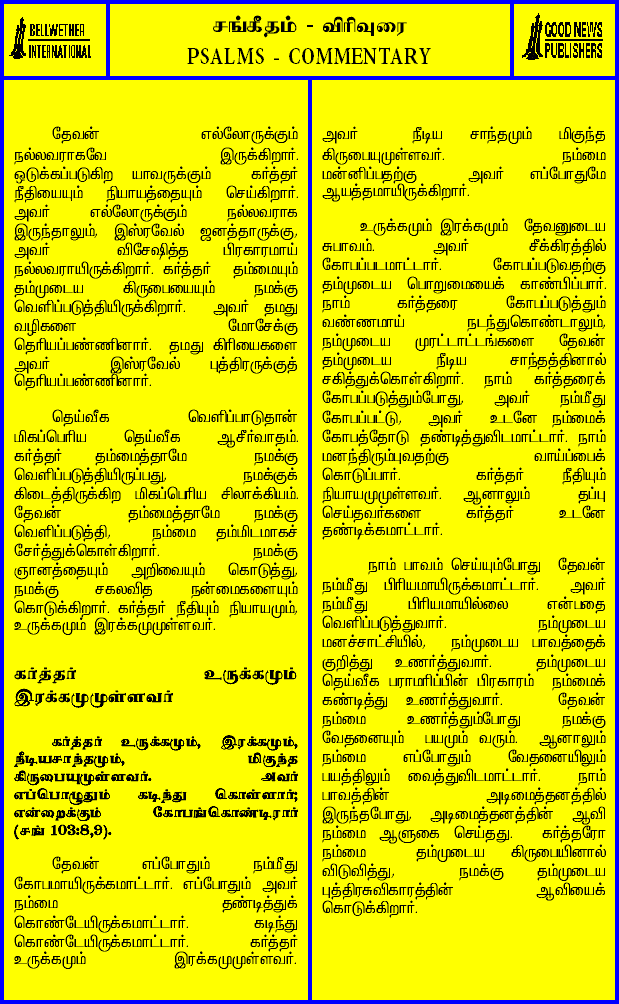 BELLWETHER
INTERNATIONAL
சங்கீதம் - விரிவுரை
PSALMS - COMMENTARY
GOOD NEWS
PUBLISHERS
தேவன் எல்லோருக்கும்
நல்லவராகவே இருக்கிறார்.
ஒடுக்கப்படுகிற யாவருக்கும் கர்த்தர்
நீதியையும் நியாயத்தையும் செய்கிறார்.
அவர் எல்லோருக்கும் நல்லவராக
இருந்தாலும், இஸ்ரவேல் ஜனத்தாருக்கு,
அவர் விசேஷித்த பிரகாரமாய்
நல்லவராயிருக்கிறார். கர்த்தர் தம்மையும்
தம்முடைய கிருபையையும் நமக்கு
வெளிப்படுத்தியிருக்கிறார். அவர் தமது
வழிகளை மோசேக்கு
தெரியப்பண்ணினார். தமது கிரியைகளை
அவர் இஸ்ரவேல் புத்திரருக்குத்
தெரியப்பண்ணினார்.
தெய்வீக வெளிப்பாடுதான்
மிகப்பெரிய தெய்வீக ஆசீர்வாதம்.
கர்த்தர் தம்மைத்தாமே நமக்கு
வெளிப்படுத்தியிருப்பது, நமக்குக்
கிடைத்திருக்கிற மிகப்பெரிய சிலாக்கியம்.
தேவன் தம்மைத்தாமே நமக்கு
வெளிப்படுத்தி, நம்மை தம்மிடமாகச்
சேர்த்துக்கொள்கிறார். நமக்கு
ஞானத்தையும் அறிவையும் கொடுத்து,
நமக்கு சகலவித நன்மைகளையும்
கொடுக்கிறார். கர்த்தர் நீதியும் நியாயமும்,
உருக்கமும் இரக்கமுமுள்ளவர்.
கர்த்தர் உருக்கமும்
இரக்கமுமுள்ளவர்
கர்த்தர் உருக்கமும், இரக்கமும்,
நீடியசாந்தமும், மிகுந்த
கிருபையுமுள்ளவர். அவர்
எப்பொழுதும் கடிந்து கொள்ளார்;
என்றைக்கும் கோபங்கொண்டிரார்
(சங் 103:8,9).
தேவன் எப்போதும் நம்மீது
கோபமாயிருக்கமாட்டார். எப்போதும் அவர்
நம்மை தண்டித்துக்
கொண்டேயிருக்கமாட்டார். கடிந்து
கொண்டேயிருக்கமாட்டார். கர்த்தர்
உருக்கமும் இரக்கமுமுள்ளவர்.
அவர் நீடிய சாந்தமும் மிகுந்த
கிருபையுமுள்ளவர். நம்மை
மன்னிப்பதற்கு அவர் எப்போதுமே
ஆயத்தமாயிருக்கிறார்.
உருக்கமும் இரக்கமும் தேவனுடைய
சுபாவம். அவர் சீக்கிரத்தில்
கோபப்படமாட்டார். கோபப்படுவதற்கு
தம்முடைய பொறுமையைக் காண்பிப்பார்.
நாம் கர்த்தரை கோபப்படுத்தும்
வண்ணமாய் நடந்துகொண்டாலும்,
நம்முடைய முரட்டாட்டங்களை தேவன்
தம்முடைய நீடிய சாந்தத்தினால்
சகித்துக்கொள்கிறார். நாம் கர்த்தரைக்
கோபப்படுத்தும்போது, அவர் நம்மீது
கோபப்பட்டு, அவர் உடனே நம்மைக்
கோபத்தோடு தண்டித்துவிடமாட்டார். நாம்
மனந்திரும்புவதற்கு வாய்ப்பைக்
கொடுப்பார். கர்த்தர் நீதியும்
நியாயமுமுள்ளவர். ஆனாலும் தப்பு
செய்தவர்களை கர்த்தர் உடனே
தண்டிக்கமாட்டார்.
நாம் பாவம் செய்யும்போது தேவன்
நம்மீது பிரியமாயிருக்கமாட்டார். அவர்
நம்மீது பிரியமாயில்லை என்பதை
வெளிப்படுத்துவார். நம்முடைய
மனச்சாட்சியில், நம்முடைய பாவத்தைக்
குறித்து உணர்த்துவார். தம்முடைய
தெய்வீக பராமரிப்பின் பிரகாரம் நம்மைக்
கண்டித்து உணர்த்துவார். தேவன்
நம்மை உணர்த்தும்போது நமக்கு
வேதனையும் பயமும் வரும். ஆனாலும்
நம்மை எப்போதும் வேதனையிலும்
பயத்திலும் வைத்துவிடமாட்டார். நாம்
பாவத்தின் அடிமைத்தனத்தில்
இருந்தபோது, அடிமைத்தனத்தின் ஆவி
நம்மை ஆளுகை செய்தது. கர்த்தரோ
நம்மை தம்முடைய கிருபையினால்
விடுவித்து, நமக்கு தம்முடைய
புத்திரசுவிகாரத்தின் ஆவியைக்
கொடுக்கிறார்.